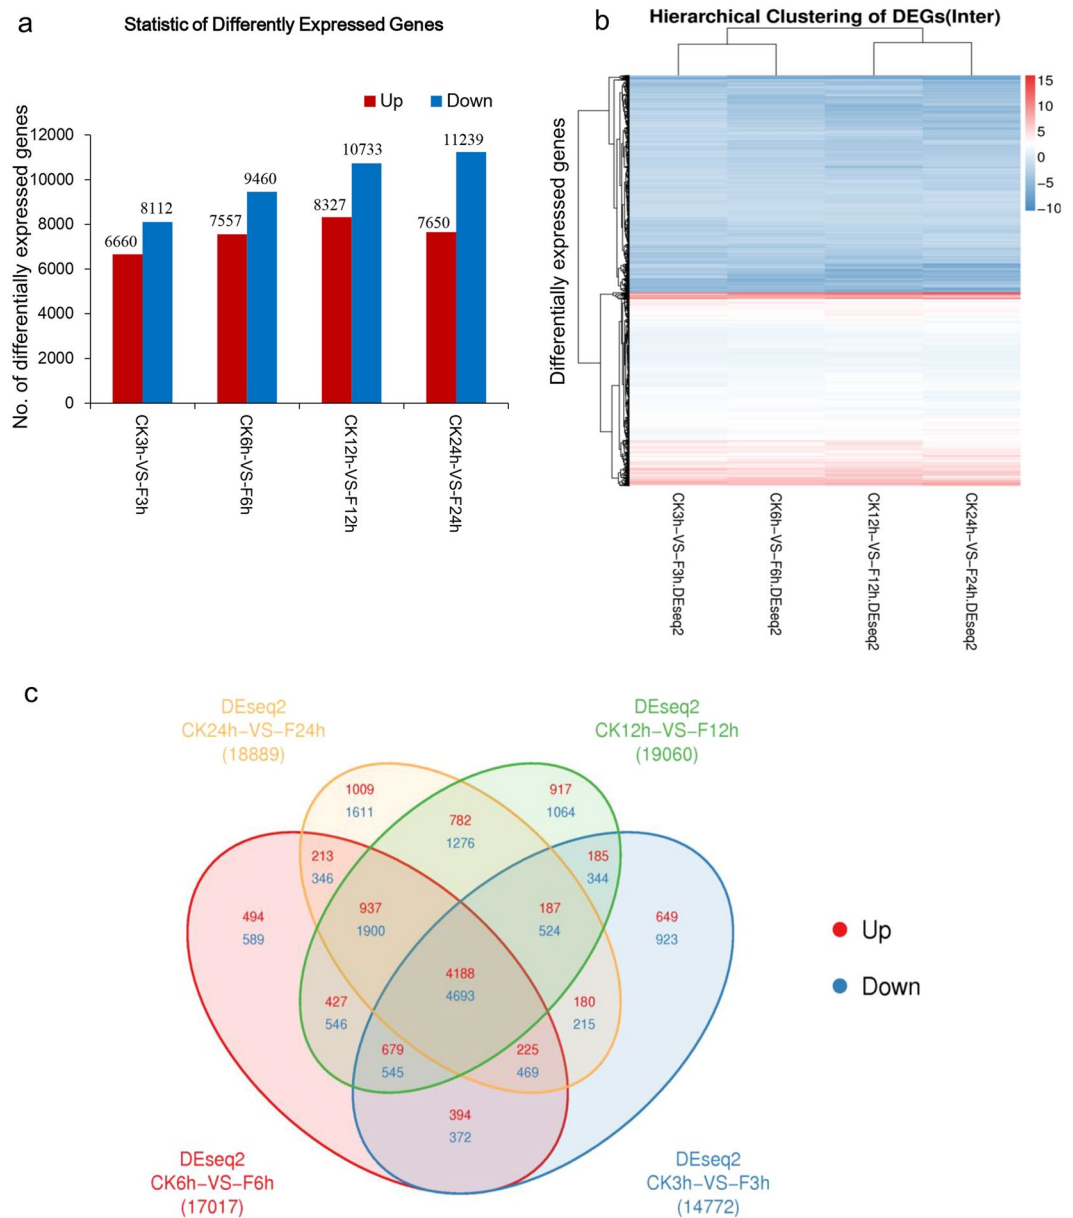 a
Statistic of Differently Expressed Genes
Up
Down
No. of differentially expressed genes
12000
10000
8000
6000
4000
2000
0
6660
8112
7557
9460
8327
10733
7650
11239
CK3h-VS-F3h
CK6h-VS-F6h
CK12h-VS-F12h
CK24h-VS-F24h
b
Hierarchical Clustering of DEGs(Inter)
Differentially expressed genes
15
10
5
0
−5
−10
CK3h−VS−F3h.DEseq2
CK6h−VS−F6h.DEseq2
CK12h−VS−F12h.DEseq2
CK24h−VS−F24h.DEseq2
c
DEseq2
CK24h−VS−F24h
(18889)
DEseq2
CK12h−VS−F12h
(19060)
1009
1611
917
1064
782
1276
213
346
185
344
937
1900
187
524
494
589
649
923
4188
4693
427
546
180
215
679
545
225
469
394
372
Up
Down
DEseq2
CK6h−VS−F6h
(17017)
DEseq2
CK3h−VS−F3h
(14772)